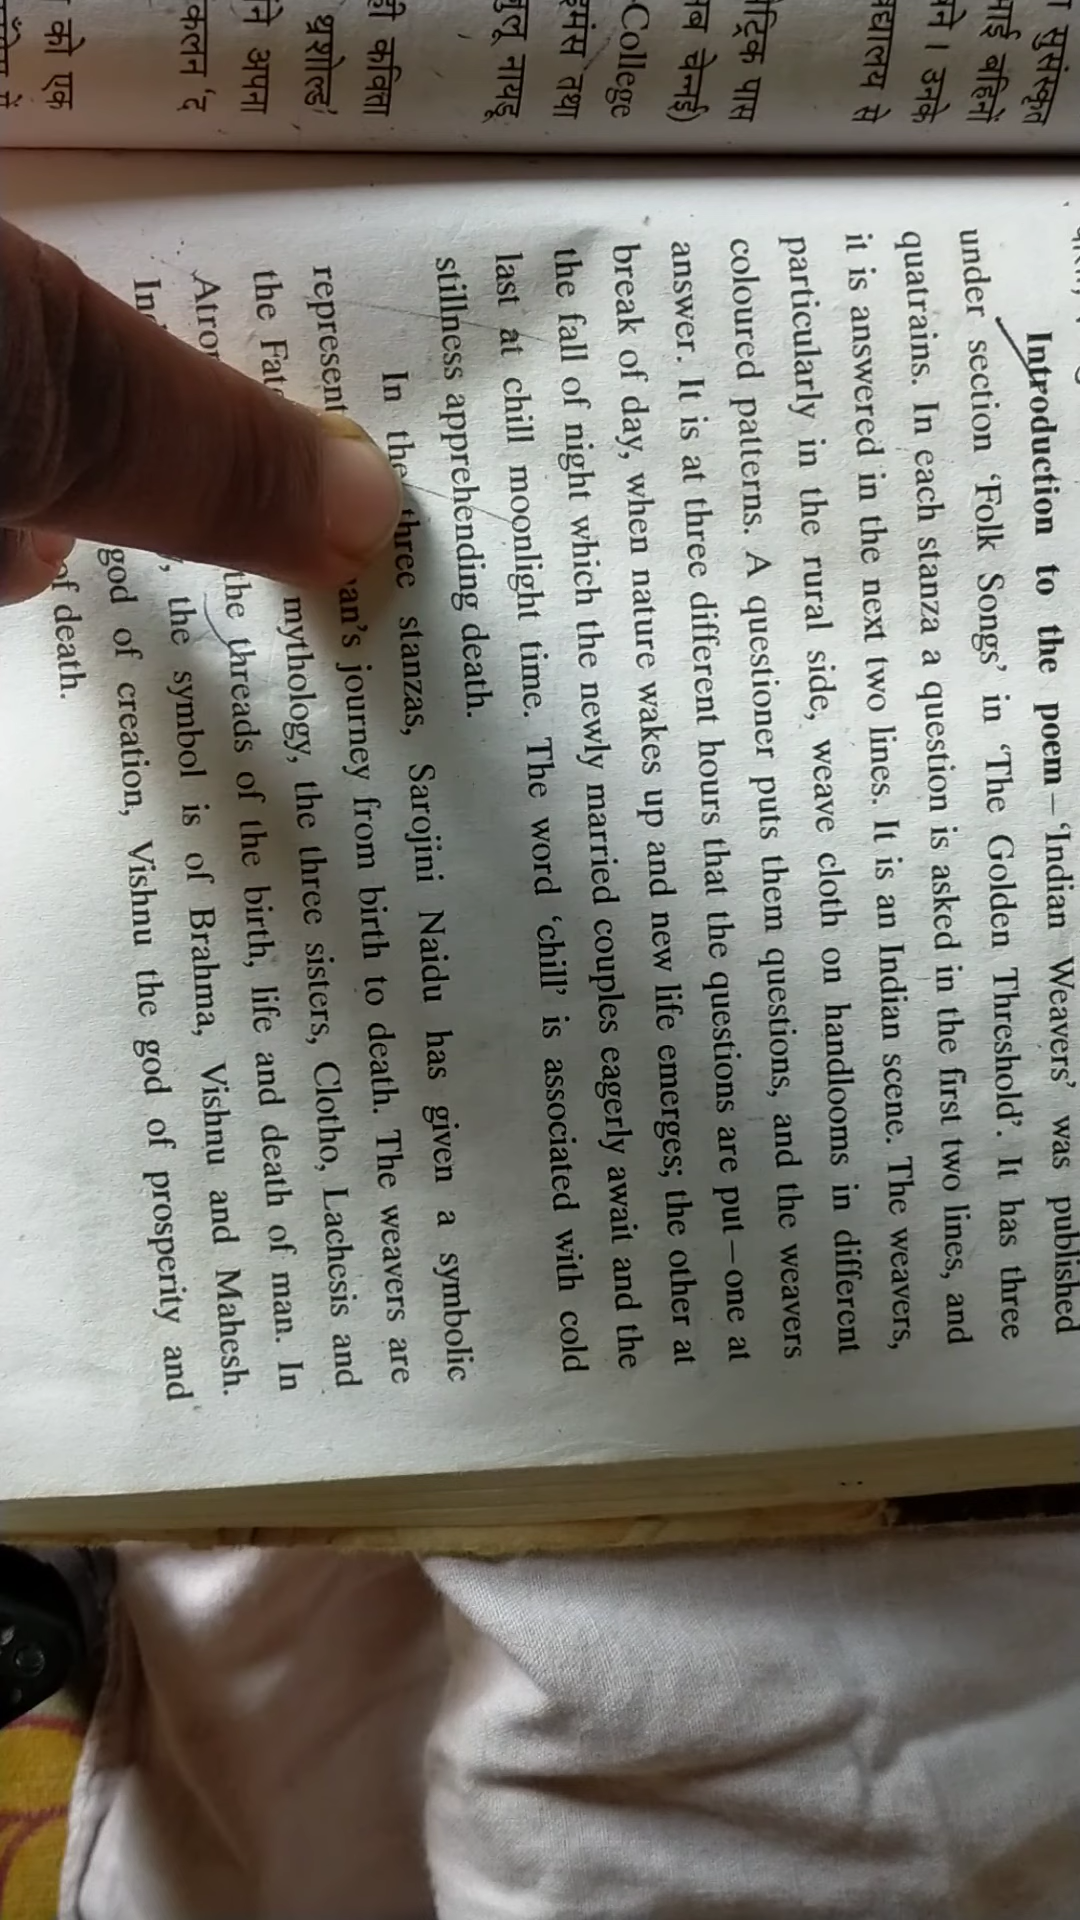 सुसंस्कृत
भाई बहिनों
उनके
से
पास
चेन्नई)
College
तथा
नायडू
कविता
थ्रेशोल्ड'
अपना
'द
को एक
में
Introduction to the poem–'Indian Weavers' was published
under section 'Folk Songs' in 'The Golden Threshold'. It has three
quatrains. In each stanza a question is asked in the first two lines, and
it is answered in the next two lines. It is an Indian scene. The weavers,
particularly in the rural side, weave cloth on handlooms in different
coloured patterns. A questioner puts them questions, and the weavers
answer. It is at three different hours that the questions are put–one at
break of day, when nature wakes up and new life emerges; the other at
the fall of night which the newly married couples eagerly await and the
last at chill moonlight time. The word 'chill' is associated with cold
stillness apprehending death.
In the three stanzas, Sarojini Naidu has given a symbolic
journey from birth to death. The weavers are
the mythology, the three sisters, Clotho, Lachesis and
the threads of the birth, life and death of man. In
the symbol is of Brahma, Vishnu and Mahesh.
god of creation, Vishnu the god of prosperity and
of death.